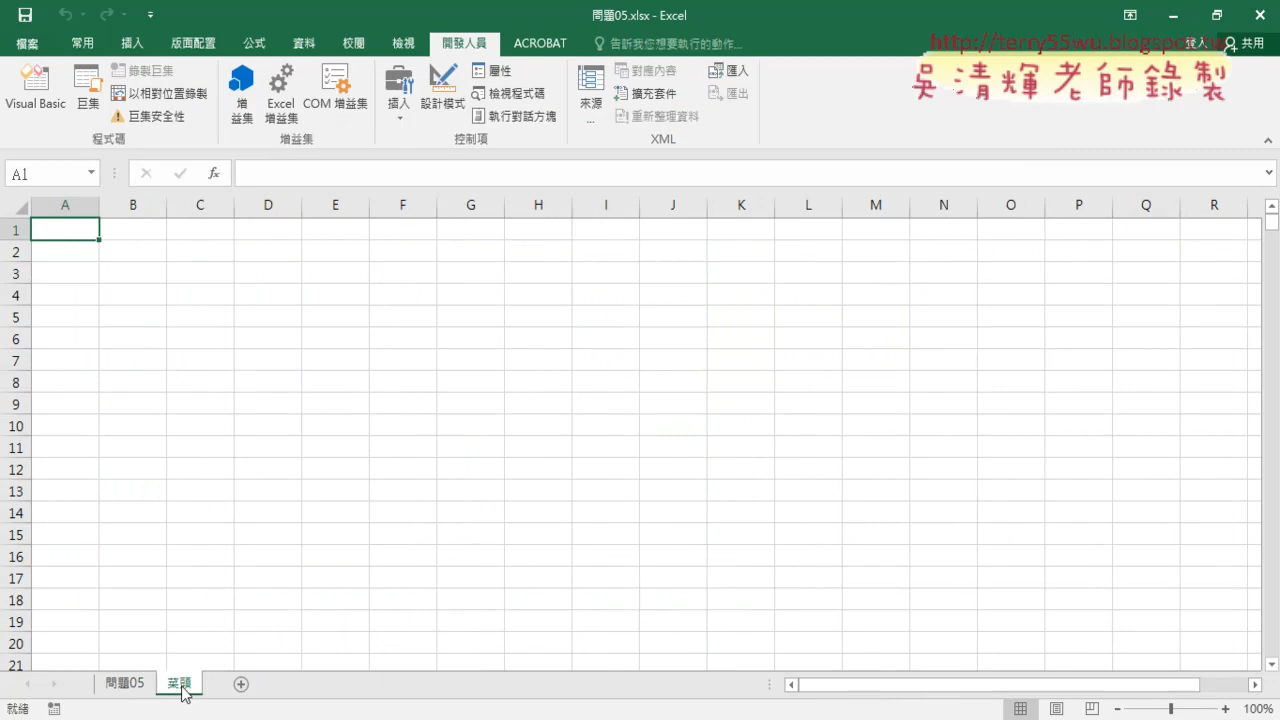 問題05.xlsx - Excel
http://terry55wu.blogspot.tw
吳清輝老師錄製
檔案 常用 插入 版面配置 公式 資料 校閱 檢視 開發人員 ACROBAT 告訴我您想要執行的動作... 登入 共用
Visual Basic 巨集 錄製巨集 以相對位置錄製 巨集安全性
增益集 Excel 增益集 COM 增益集
插入 設計模式 屬性 檢視程式碼 執行對話方塊
來源... 對應內容 擴充套件 重新整理資料 匯入 匯出
程式碼 增益集 控制項 XML
A1 fx
A B C D E F G H I J K L M N O P Q R
1
2
3
4
5
6
7
8
9
10
11
12
13
14
15
16
17
18
19
20
21
問題05 菜頭
就緒 100%